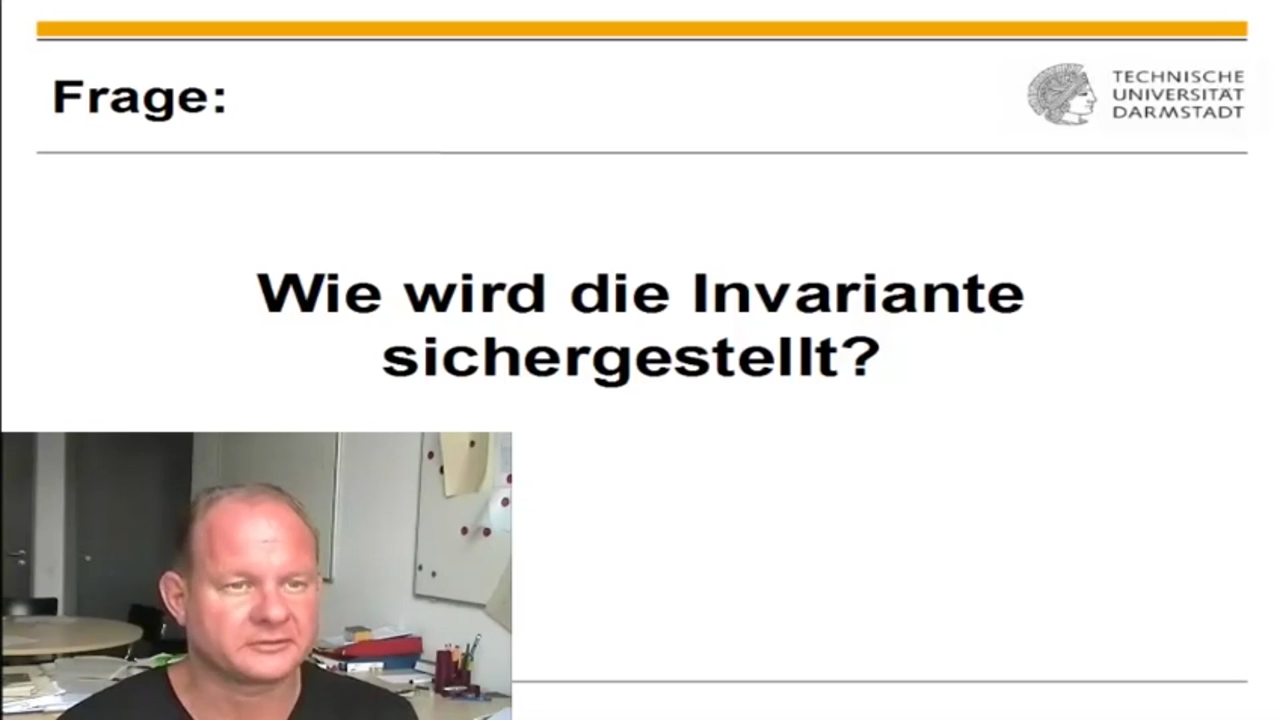 Frage:
TECHNISCHE
UNIVERSITÄT
DARMSTADT
Wie wird die Invariante
sichergestellt?